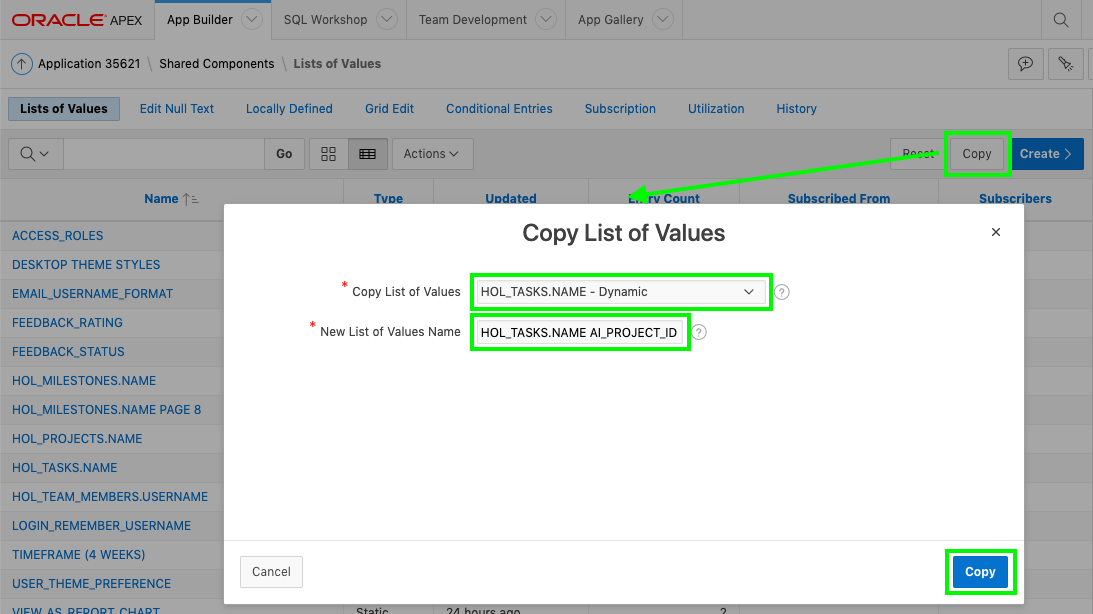 ORACLE APEX App Builder SQL Workshop Team Development App Gallery
Application 35621 \ Shared Components \ Lists of Values
Lists of Values Edit Null Text Locally Defined Grid Edit Conditional Entries Subscription Utilization History
Go Actions Reset Copy Create
Name Type Updated Entry Count Subscribed From Subscribers
ACCESS_ROLES
DESKTOP THEME STYLES
EMAIL_USERNAME_FORMAT
FEEDBACK_RATING
FEEDBACK_STATUS
HOL_MILESTONES.NAME
HOL_MILESTONES.NAME PAGE 8
HOL_PROJECTS.NAME
HOL_TASKS.NAME
HOL_TEAM_MEMBERS.USERNAME
LOGIN_REMEMBER_USERNAME
TIMEFRAME (4 WEEKS)
USER_THEME_PREFERENCE
VIEW_AS_REPORT_CHART Static 24 hours ago 2
Copy List of Values
* Copy List of Values HOL_TASKS.NAME - Dynamic ?
* New List of Values Name HOL_TASKS.NAME AI_PROJECT_ID ?
Cancel Copy